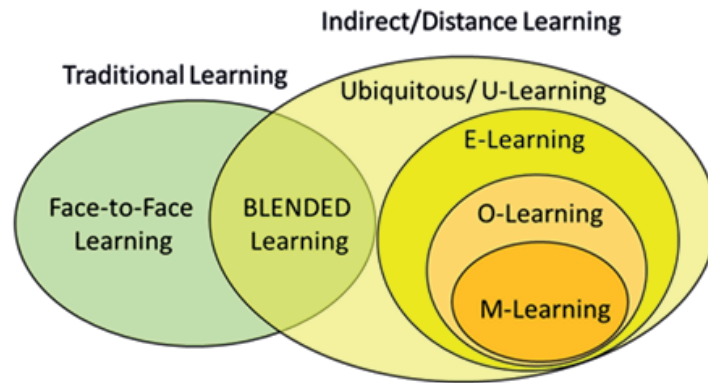 Indirect/Distance Learning
Traditional Learning
Ubiquitous/ U-Learning
E-Learning
Face-to-Face
Learning
BLENDED
Learning
O-Learning
M-Learning